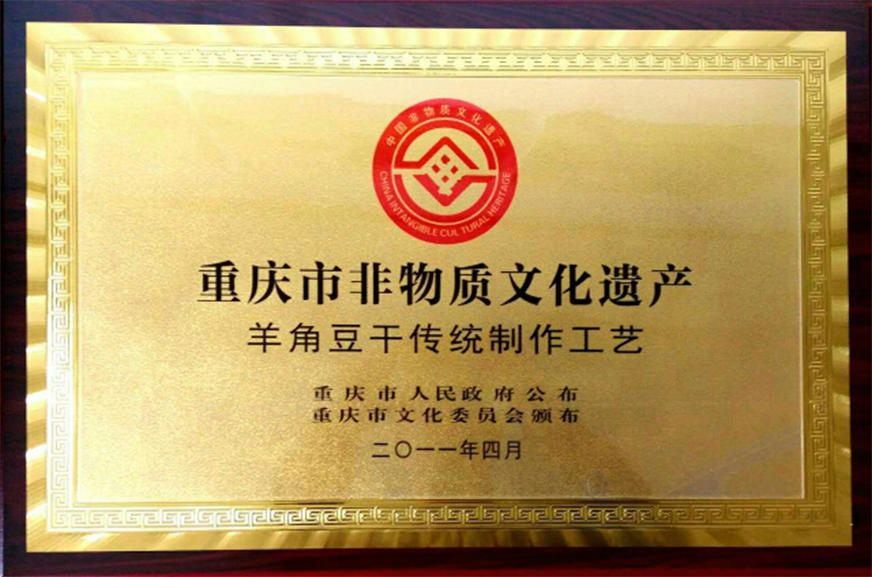 中国非物质文化遗产
CHINA INTANGIBLE CULTURAL HERITAGE
重庆市非物质文化遗产
羊角豆干传统制作工艺
重庆市人民政府公布
重庆市文化委员会颁布
二〇一一年四月